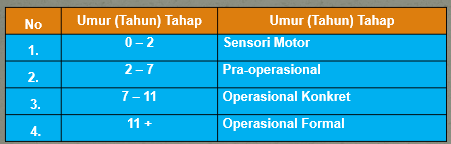 No Umur (Tahun) Tahap Umur (Tahun) Tahap
1. 0 – 2 Sensori Motor
2. 2 – 7 Pra-operasional
3. 7 – 11 Operasional Konkret
4. 11 + Operasional Formal